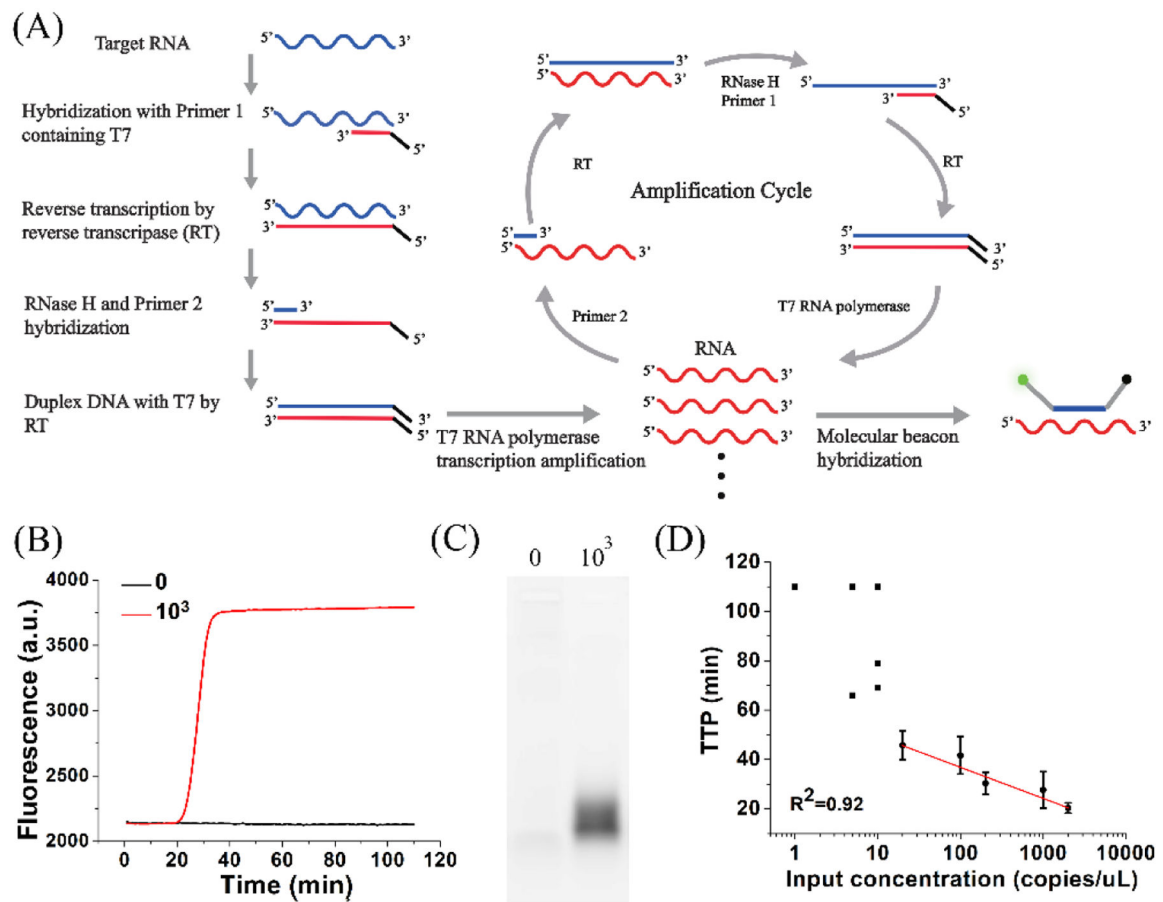 (A)
Target RNA
5’ 3’
Hybridization with Primer 1
containing T7
3’ 5’
Reverse transcription by
reverse transcripase (RT)
5’ 3’
3’ 5’
RNase H and Primer 2
hybridization
5’ 3’
3’ 5’
Duplex DNA with T7 by
RT
5’ 3’
3’ 5’
T7 RNA polymerase
transcription amplification
5’ 3’
5’ 3’
RNase H
Primer 1
5’ 3’
3’ 5’
RT
RT
Amplification Cycle
5’ 3’
5’ 3’
5’ 3’
3’ 5’
Primer 2
T7 RNA polymerase
RNA
5’ 3’
5’ 3’
5’ 3’
Molecular beacon
hybridization
5’ 3’
(B)
0
10³
4000
3500
3000
2500
2000
Fluorescence (a.u.)
0 20 40 60 80 100 120
Time (min)
(C)
0 10³
(D)
120
100
80
60
40
20
TTP (min)
R²=0.92
1 10 100 1000 10000
Input concentration (copies/uL)